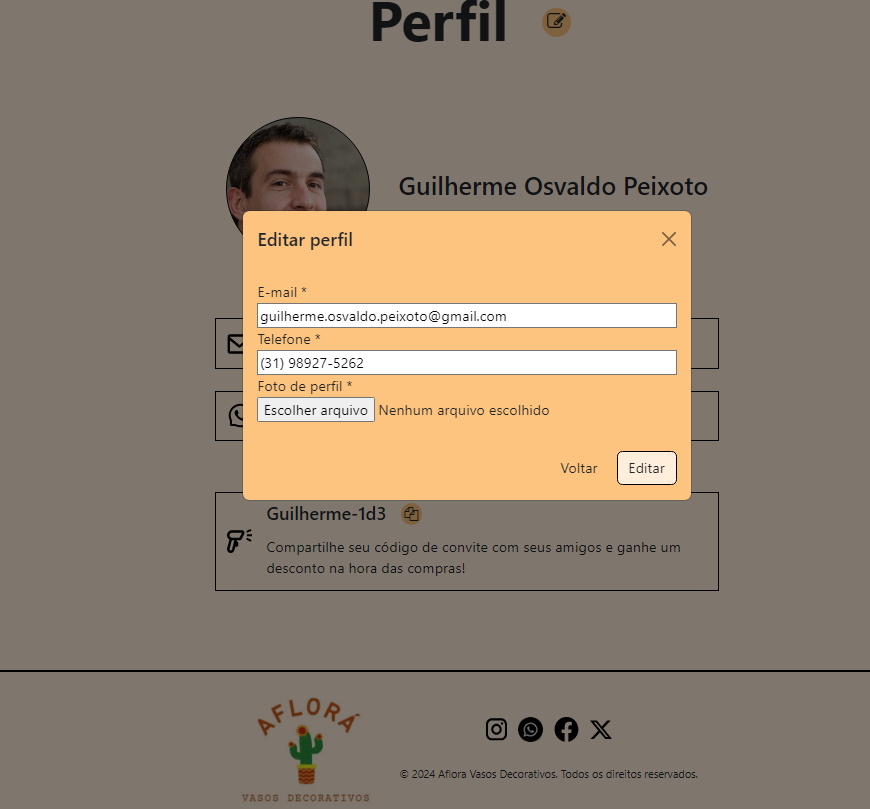 Perfil
Guilherme Osvaldo Peixoto
Editar perfil
E-mail *
guilherme.osvaldo.peixoto@gmail.com
Telefone *
(31) 98927-5262
Foto de perfil *
Escolher arquivo Nenhum arquivo escolhido
Voltar Editar
Guilherme-1d3
Compartilhe seu código de convite com seus amigos e ganhe um
desconto na hora das compras!
AFLORÁ
VASOS DECORATIVOS
© 2024 Aflora Vasos Decorativos. Todos os direitos reservados.